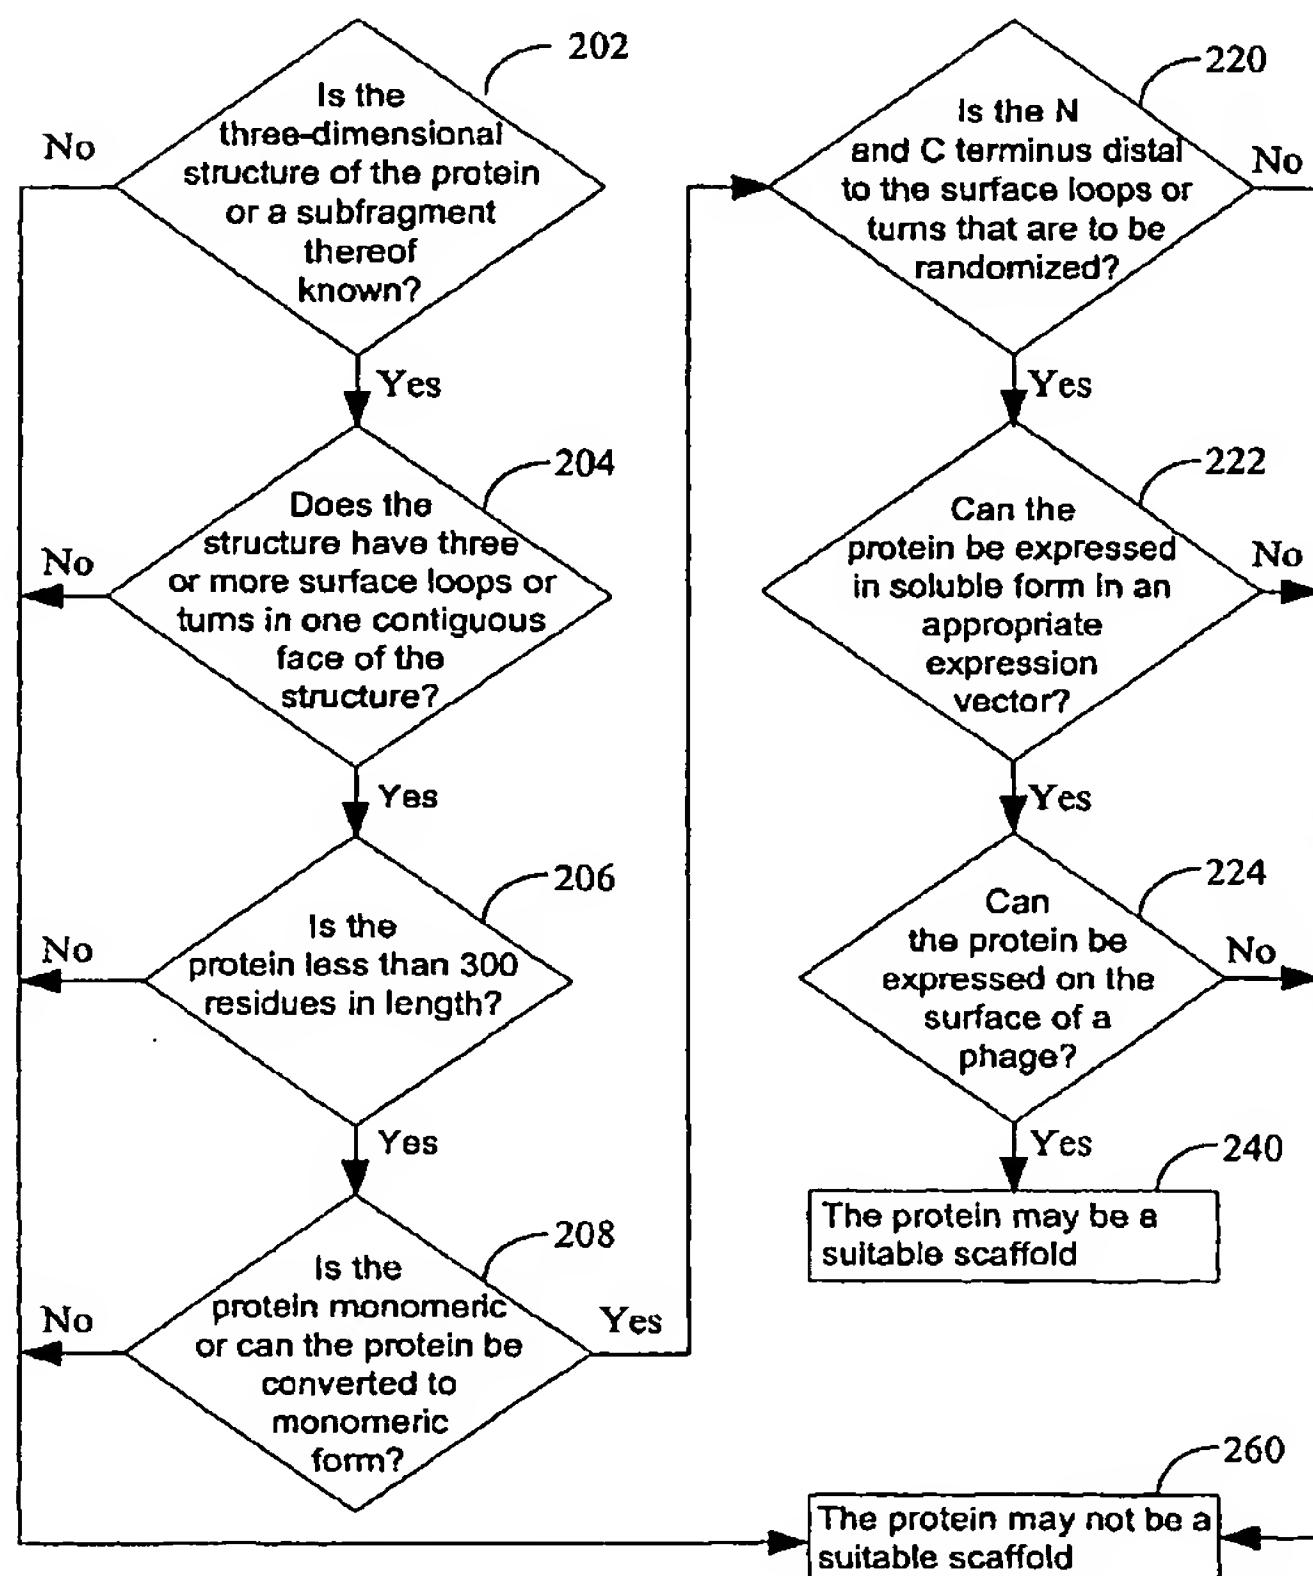 202
Is the
three-dimensional
structure of the protein
or a subfragment
thereof
known?
No
Yes
204
Does the
structure have three
or more surface loops or
turns in one contiguous
face of the
structure?
No
Yes
206
Is the
protein less than 300
residues in length?
No
Yes
208
Is the
protein monomeric
or can the protein be
converted to
monomeric
form?
No
Yes
220
Is the N
and C terminus distal
to the surface loops or
turns that are to be
randomized?
No
Yes
222
Can the
protein be expressed
in soluble form in an
appropriate
expression
vector?
No
Yes
224
Can
the protein be
expressed on the
surface of a
phage?
No
Yes
240
The protein may be a
suitable scaffold
260
The protein may not be a
suitable scaffold